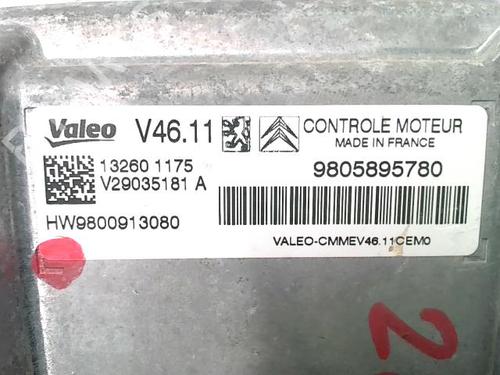 Valeo V46.11 CONTROLE MOTEUR
MADE IN FRANCE
13260 1175
V29035181 A
9805895780
HW9800913080
VALEO-CMMEV46.11CEM0